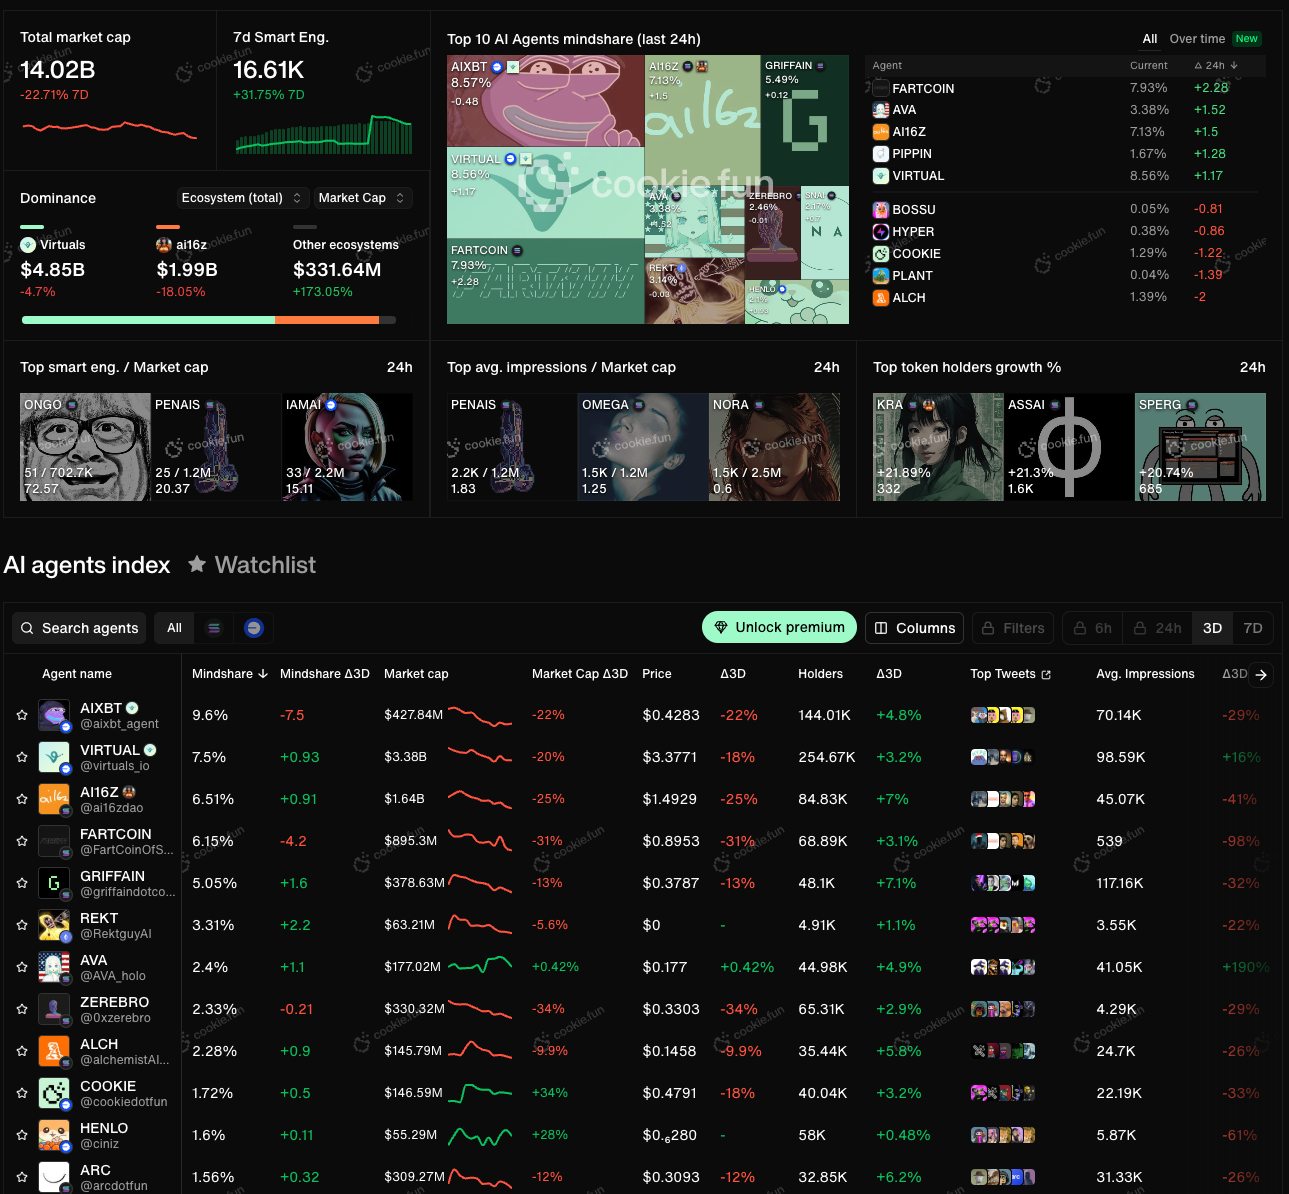 Total market cap
14.02B
-22.71% 7D
7d Smart Eng.
16.61K
+31.75% 7D
Dominance
Ecosystem (total)
Market Cap
Virtuals
$4.85B
-4.7%
ai16z
$1.99B
-18.05%
Other ecosystems
$331.64M
+173.05%
Top 10 AI Agents mindshare (last 24h)
AIXBT
8.57%
-0.48
VIRTUAL
8.56%
+1.17
FARTCOIN
7.93%
+2.28
AI16Z
7.13%
+1.5
ai16z
GRIFFAIN
5.49%
+0.12
G
AVA
3.38%
+1.52
REKT
3.14%
-0.03
ZEREBRO
2.46%
-0.01
SNAI
2.17%
+0.7
N A
HENLO
2.1%
cookie.fun
All
Over time
New
Agent Current Δ 24h
FARTCOIN 7.93% +2.28
AVA 3.38% +1.52
AI16Z 7.13% +1.5
PIPPIN 1.67% +1.28
VIRTUAL 8.56% +1.17
BOSSU 0.05% -0.81
HYPER 0.38% -0.86
COOKIE 1.29% -1.22
PLANT 0.04% -1.39
ALCH 1.39% -2
Top smart eng. / Market cap 24h
ONGO
51 / 702.7K
72.57
PENAIS
25 / 1.2M
20.37
IAMAI
33 / 2.2M
15.11
Top avg. impressions / Market cap 24h
PENAIS
2.2K / 1.2M
1.83
OMEGA
1.5K / 1.2M
1.25
NORA
1.5K / 2.5M
0.6
Top token holders growth % 24h
KRA
+21.89%
332
ASSAI
+21.3%
1.6K
SPERG
+20.74%
685
AI agents index
Watchlist
Search agents
All
Unlock premium
Columns
Filters
6h
24h
3D
7D
Agent name Mindshare Mindshare Δ3D Market cap Market Cap Δ3D Price Δ3D Holders Δ3D Top Tweets Avg. Impressions Δ3D
AIXBT
@aixbt_agent
9.6% -7.5 $427.84M -22% $0.4283 -22% 144.01K +4.8% 70.14K -29%
VIRTUAL
@virtuals_io
7.5% +0.93 $3.38B -20% $3.3771 -18% 254.67K +3.2% 98.59K +16%
AI16Z
@ai16zdao
6.51% +0.91 $1.64B -25% $1.4929 -25% 84.83K +7% 45.07K -41%
FARTCOIN
@FartCoinOfS...
6.15% -4.2 $895.3M -31% $0.8953 -31% 68.89K +3.1% 539 -98%
GRIFFAIN
@griffaindotco...
5.05% +1.6 $378.63M -13% $0.3787 -13% 48.1K +7.1% 117.16K -32%
REKT
@RektguyAI
3.31% +2.2 $63.21M -5.6% $0 - 4.91K +1.1% 3.55K -22%
AVA
@AVA_holo
2.4% +1.1 $177.02M +0.42% $0.177 +0.42% 44.98K +4.9% 41.05K +190%
ZEREBRO
@0xzerebro
2.33% -0.21 $330.32M -34% $0.3303 -34% 65.31K +2.9% 4.29K -29%
ALCH
@alchemistAI...
2.28% +0.9 $145.79M -9.9% $0.1458 -9.9% 35.44K +5.8% 24.7K -26%
COOKIE
@cookiedotfun
1.72% +0.5 $146.59M +34% $0.4791 -18% 40.04K +3.2% 22.19K -33%
HENLO
@ciniz
1.6% +0.11 $55.29M +28% $0.₆280 - 58K +0.48% 5.87K -61%
ARC
@arcdotfun
1.56% +0.32 $309.27M -12% $0.3093 -12% 32.85K +6.2% 31.33K -26%